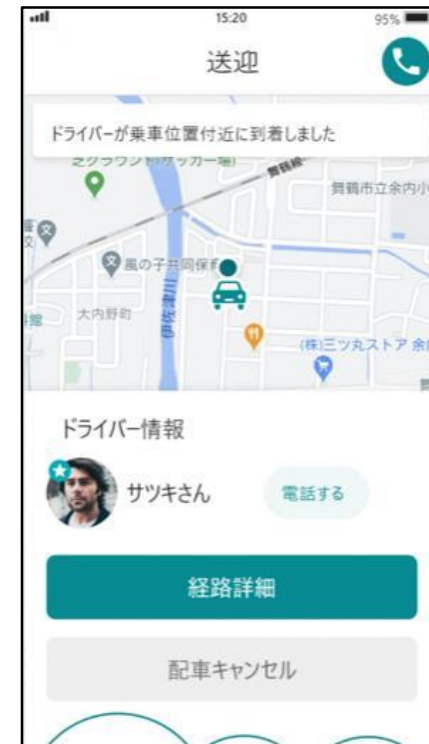 15:20
95%
送迎
ドライバーが乗車位置付近に到着しました
舞鶴線
舞鶴市立余内小
風の子共同保育
大内野町
伊佐津川
(株)三ツ丸ストア 余
ドライバー情報
サツキさん
電話する
経路詳細
配車キャンセル